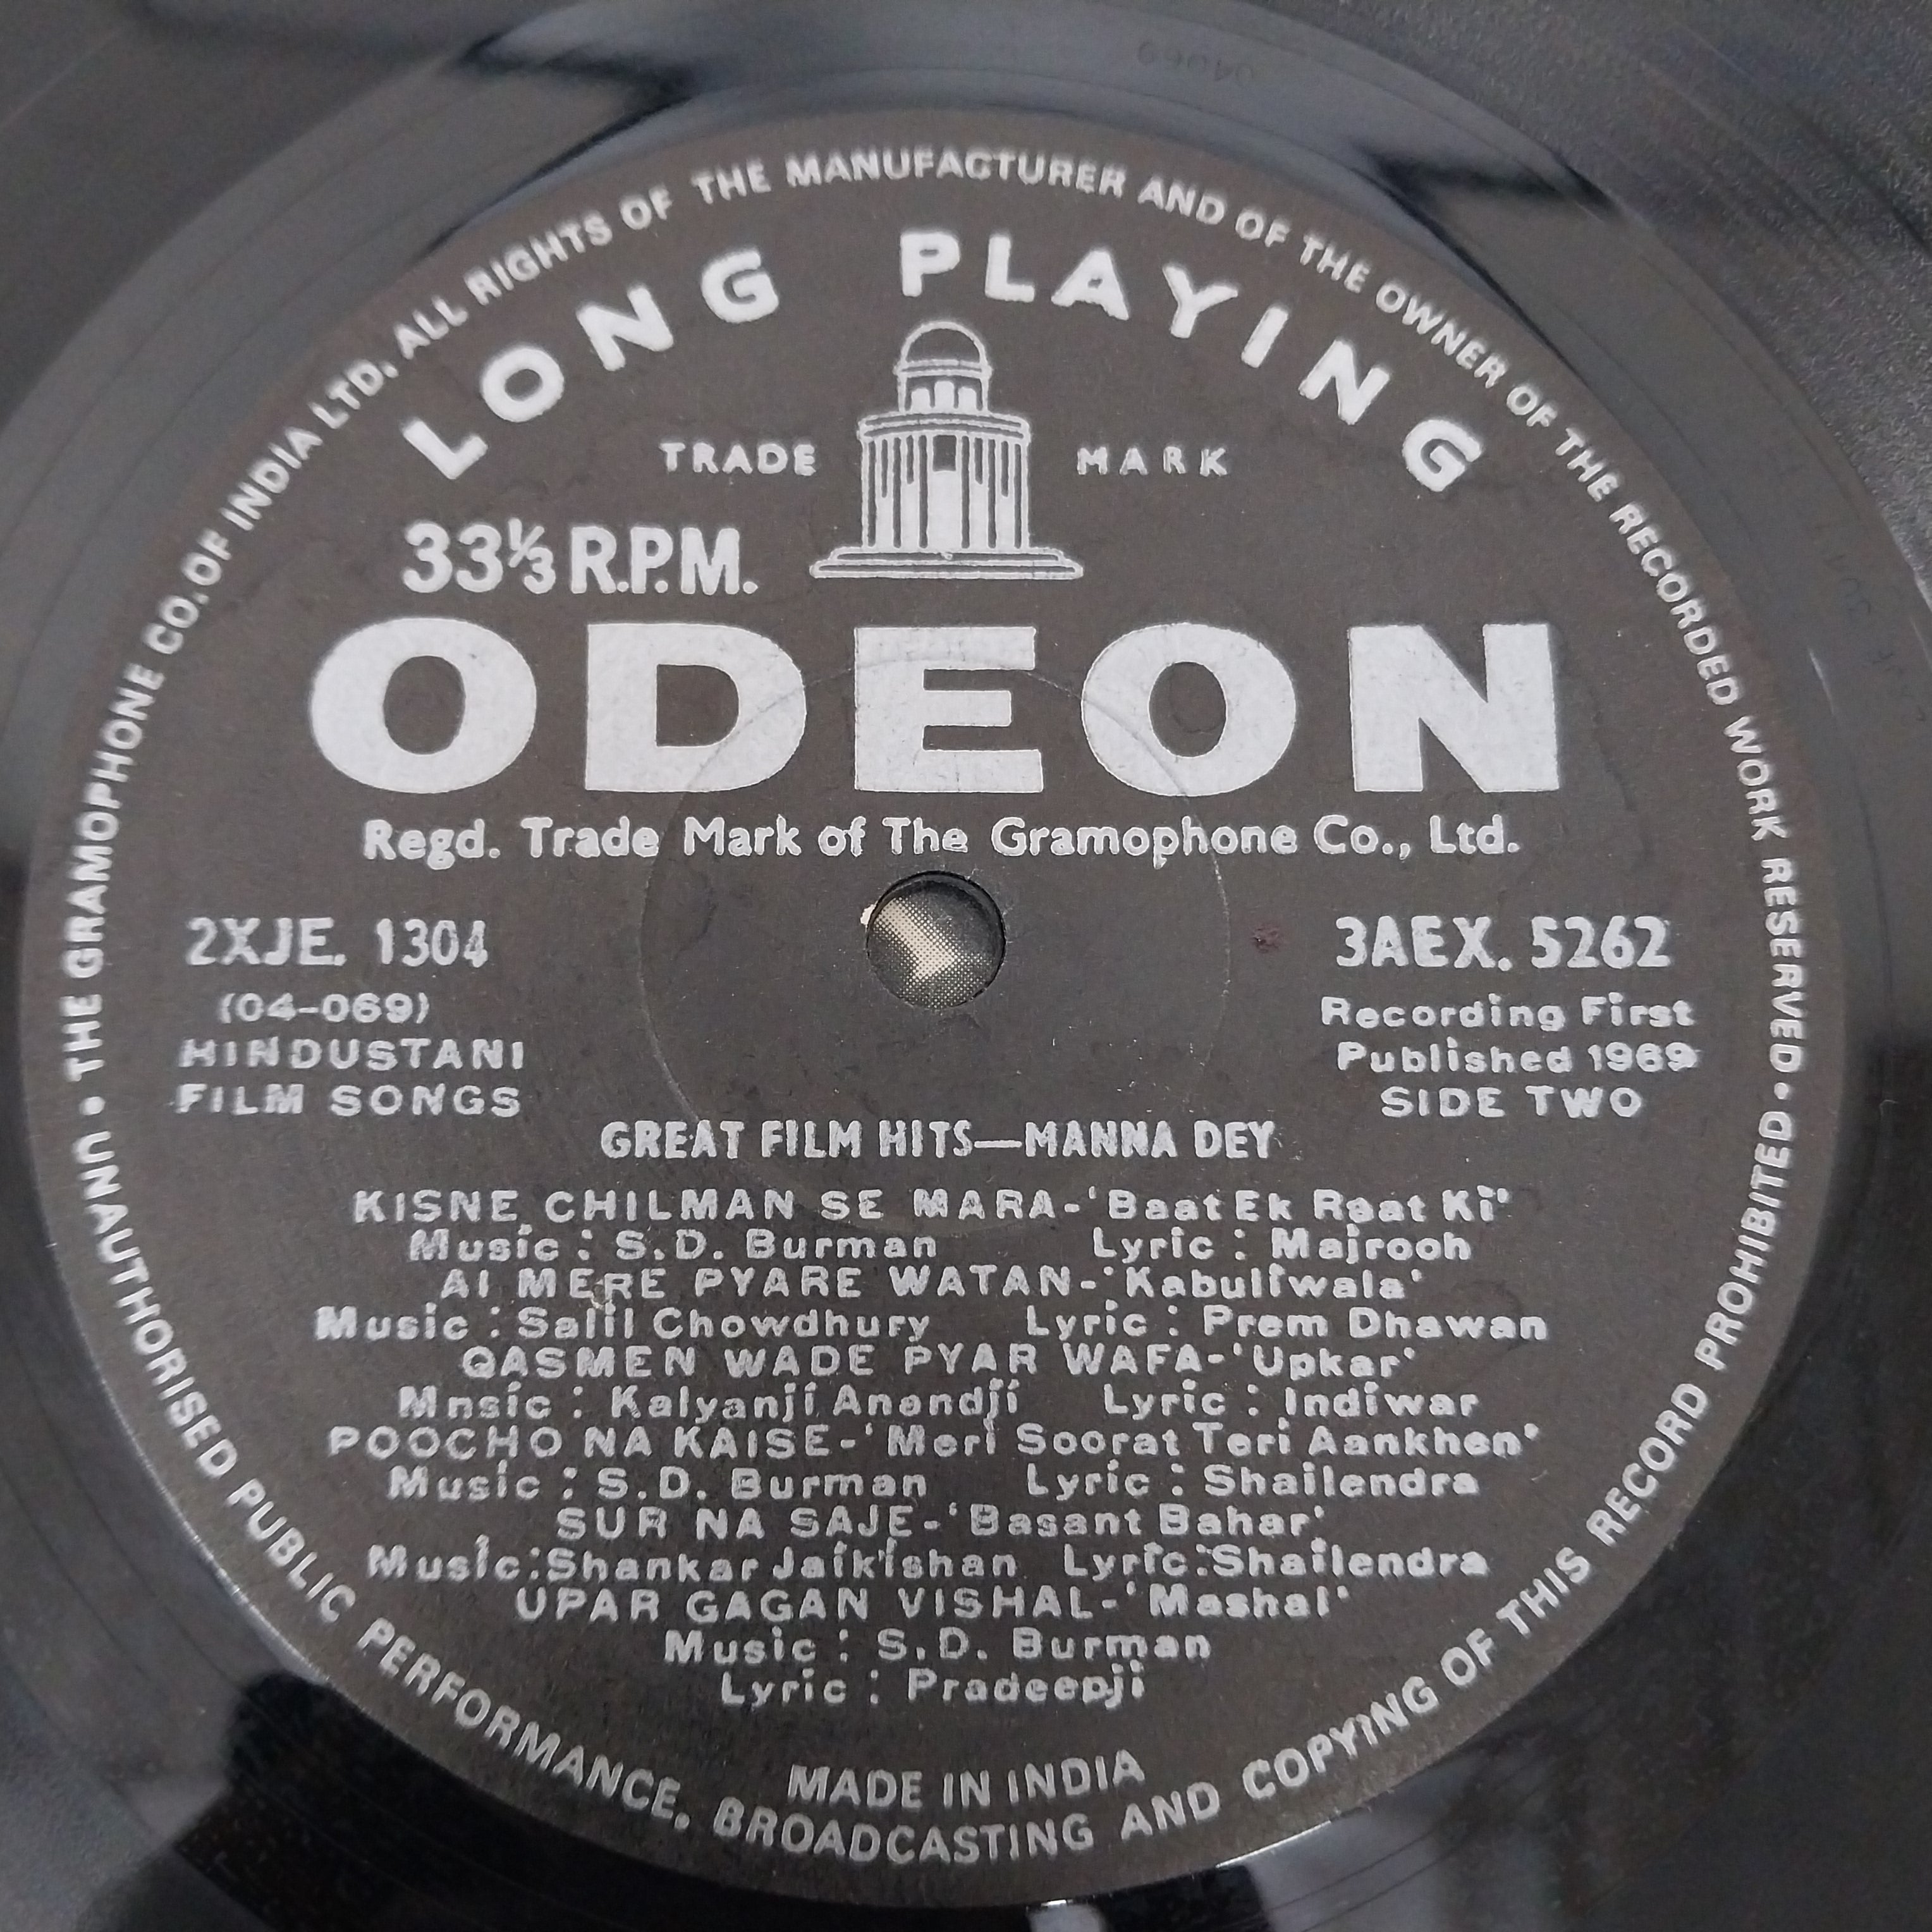 04069
THE GRAMOPHONE CO. OF INDIA LTD. ALL RIGHTS OF THE MANUFACTURER AND OF THE OWNER OF THE RECORDED WORK RESERVED •
LONG PLAYING
TRADE MARK
33⅓ R.P.M.
ODEON
Regd. Trade Mark of The Gramophone Co., Ltd.
2XJE. 1304
(04-069)
HINDUSTANI
FILM SONGS
3AEX. 5262
Recording First
Published 1969
SIDE TWO
GREAT FILM HITS—MANNA DEY
KISNE CHILMAN SE MARA-'Baat Ek Raat Ki'
Music : S.D. Burman Lyric : Majrooh
AI MERE PYARE WATAN-'Kabuliwala'
Music : Salil Chowdhury Lyric : Prem Dhawan
QASMEN WADE PYAR WAFA-'Upkar'
Mnsic : Kalyanji Anandji Lyric : Indiwar
POOCHO NA KAISE-'Meri Soorat Teri Aankhen'
Music : S.D. Burman Lyric : Shailendra
SUR NA SAJE-'Basant Bahar'
Music:Shankar Jaikishan Lyric:Shailendra
UPAR GAGAN VISHAL-'Mashal'
Music : S.D. Burman
Lyric : Pradeepji
MADE IN INDIA
UNAUTHORISED PUBLIC PERFORMANCE, BROADCASTING AND COPYING OF THIS RECORD PROHIBITED •